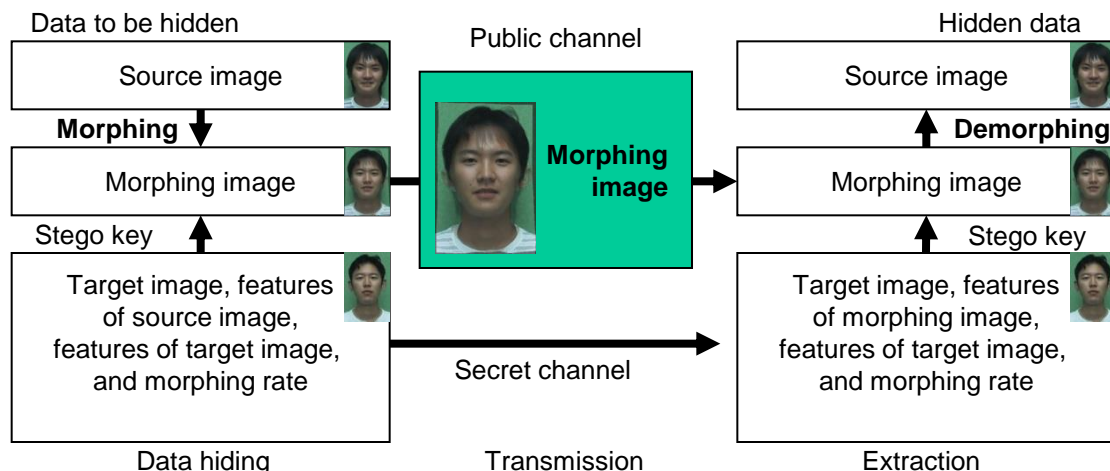 Data to be hidden
Source image
Morphing
Morphing image
Stego key
Target image, features
of source image,
features of target image,
and morphing rate
Data hiding
Public channel
Morphing
image
Secret channel
Transmission
Hidden data
Source image
Demorphing
Morphing image
Stego key
Target image, features
of morphing image,
features of target image,
and morphing rate
Extraction